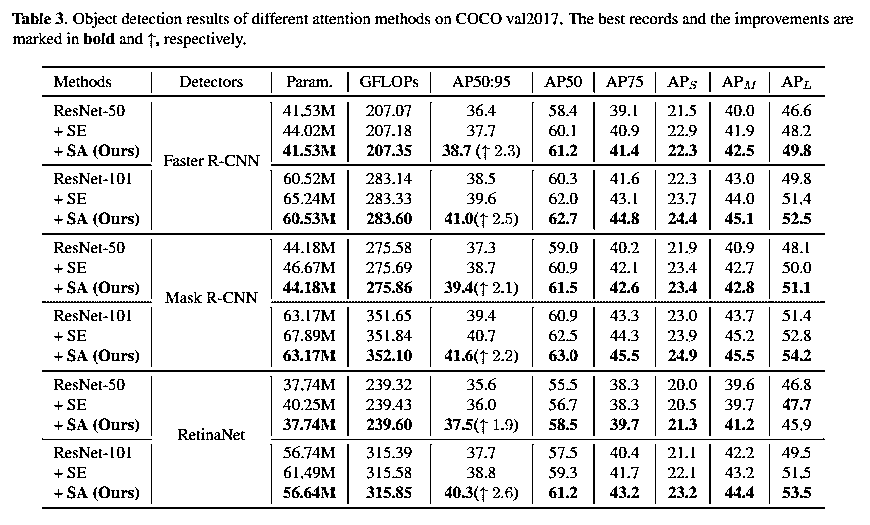 Table 3. Object detection results of different attention methods on COCO val2017. The best records and the improvements are
marked in bold and ↑, respectively.
Methods Detectors Param. GFLOPs AP50:95 AP50 AP75 APS APM APL
ResNet-50 41.53M 207.07 36.4 58.4 39.1 21.5 40.0 46.6
+ SE 44.02M 207.18 37.7 60.1 40.9 22.9 41.9 48.2
+ SA (Ours) 41.53M 207.35 38.7 (↑ 2.3) 61.2 41.4 22.3 42.5 49.8
Faster R-CNN
ResNet-101 60.52M 283.14 38.5 60.3 41.6 22.3 43.0 49.8
+ SE 65.24M 283.33 39.6 62.0 43.1 23.7 44.0 51.4
+ SA (Ours) 60.53M 283.60 41.0(↑ 2.5) 62.7 44.8 24.4 45.1 52.5
ResNet-50 44.18M 275.58 37.3 59.0 40.2 21.9 40.9 48.1
+ SE 46.67M 275.69 38.7 60.9 42.1 23.4 42.7 50.0
+ SA (Ours) 44.18M 275.86 39.4(↑ 2.1) 61.5 42.6 23.4 42.8 51.1
Mask R-CNN
ResNet-101 63.17M 351.65 39.4 60.9 43.3 23.0 43.7 51.4
+ SE 67.89M 351.84 40.7 62.5 44.3 23.9 45.2 52.8
+ SA (Ours) 63.17M 352.10 41.6(↑ 2.2) 63.0 45.5 24.9 45.5 54.2
ResNet-50 37.74M 239.32 35.6 55.5 38.3 20.0 39.6 46.8
+ SE 40.25M 239.43 36.0 56.7 38.3 20.5 39.7 47.7
+ SA (Ours) 37.74M 239.60 37.5(↑ 1.9) 58.5 39.7 21.3 41.2 45.9
RetinaNet
ResNet-101 56.74M 315.39 37.7 57.5 40.4 21.1 42.2 49.5
+ SE 61.49M 315.58 38.8 59.3 41.7 22.1 43.2 51.5
+ SA (Ours) 56.64M 315.85 40.3(↑ 2.6) 61.2 43.2 23.2 44.4 53.5